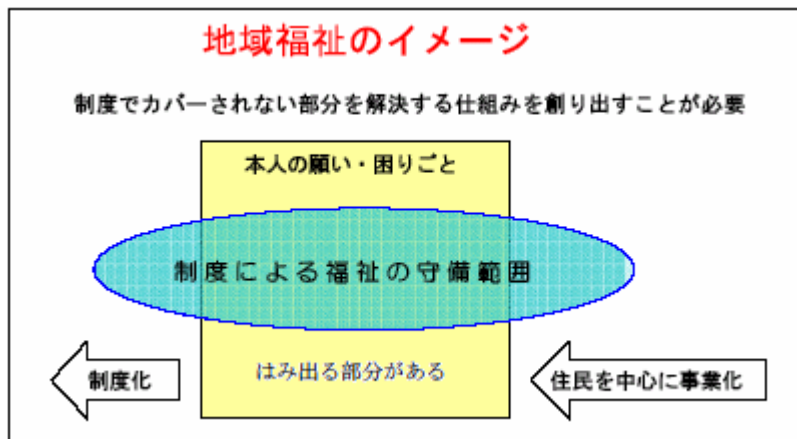 地域福祉のイメージ
制度でカバーされない部分を解決する仕組みを創り出すことが必要
本人の願い・困りごと
制度による福祉の守備範囲
はみ出る部分がある
制度化
住民を中心に事業化